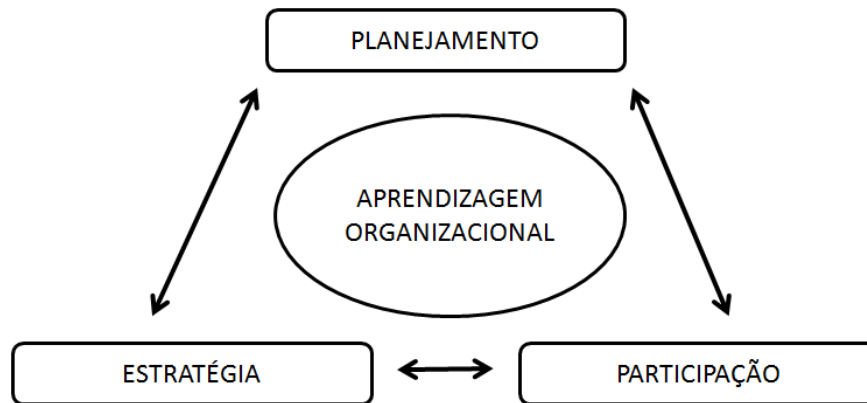 PLANEJAMENTO
APRENDIZAGEM
ORGANIZACIONAL
ESTRATÉGIA
PARTICIPAÇÃO